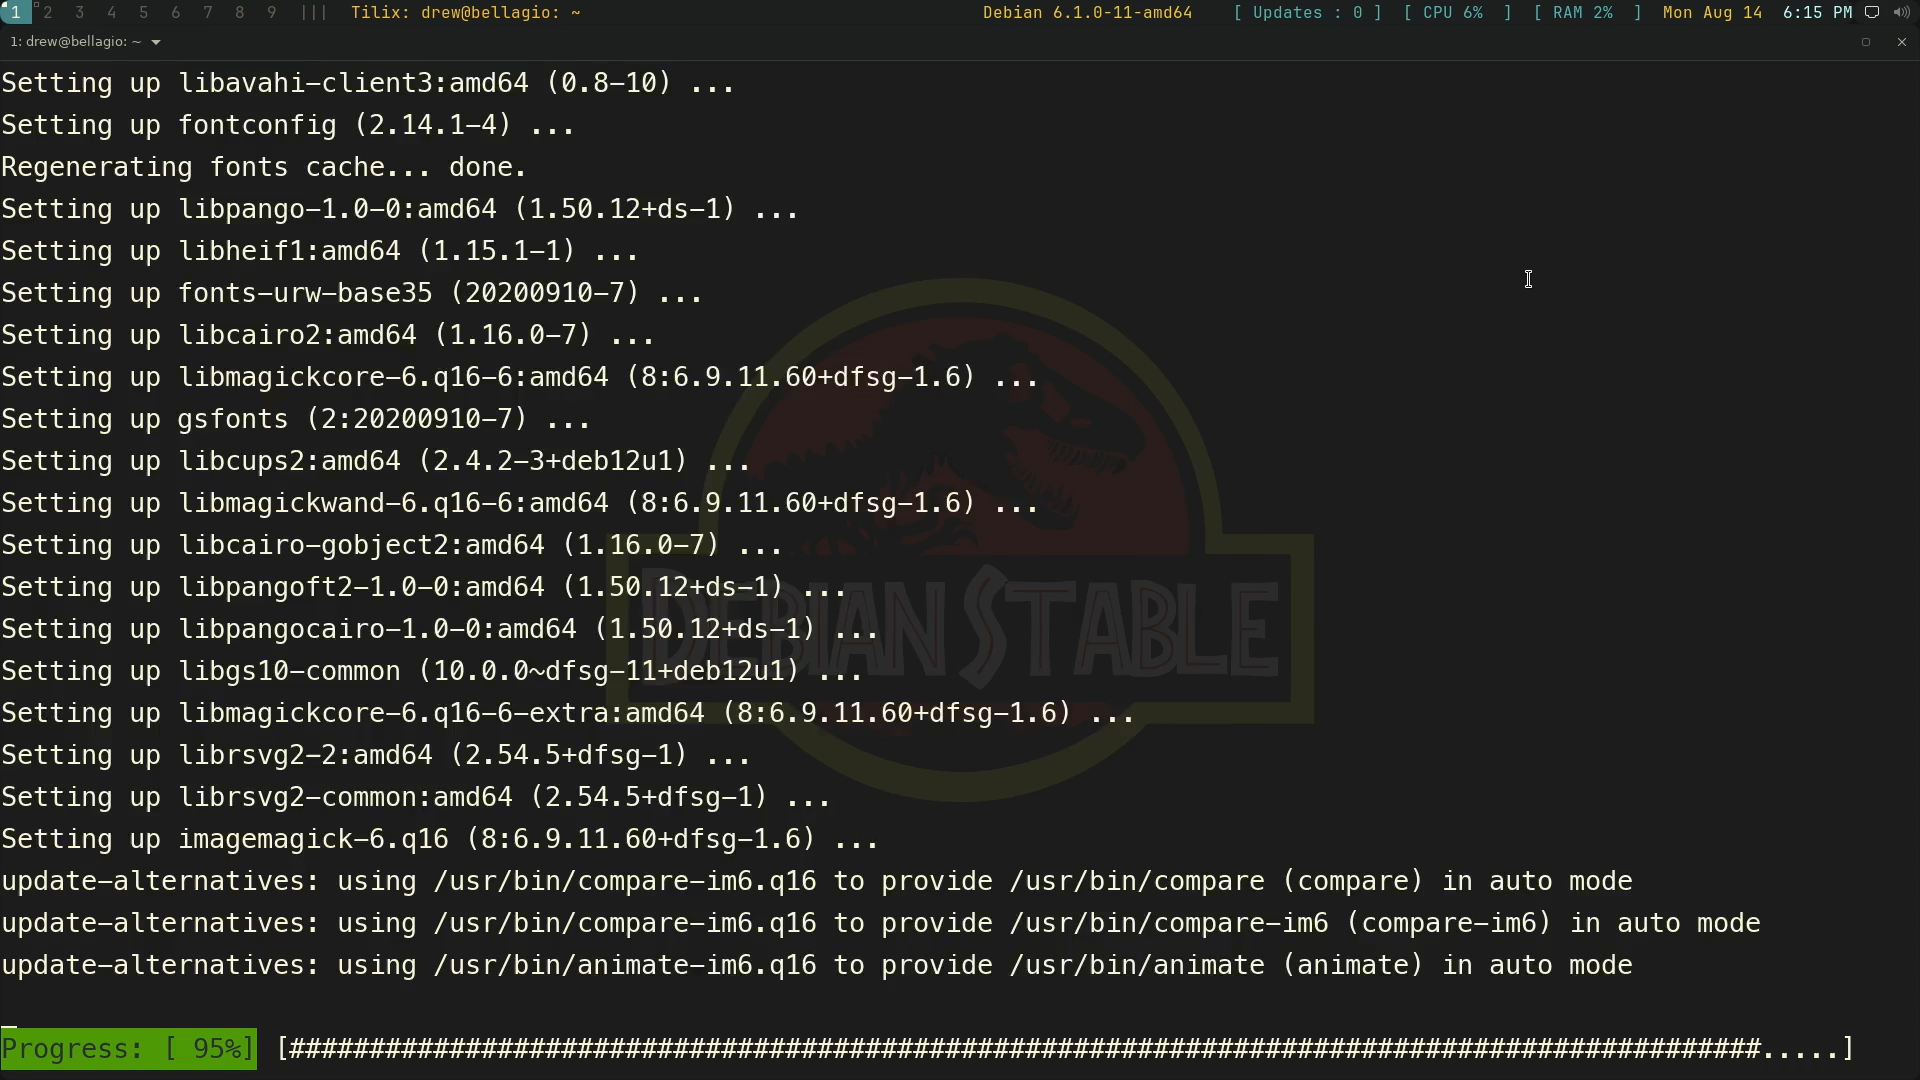 1 2 3 4 5 6 7 8 9 ||| Tilix: drew@bellagio: ~ Debian 6.1.0-11-amd64 [ Updates : 0 ] [ CPU 6% ] [ RAM 2% ] Mon Aug 14 6:15 PM
1: drew@bellagio: ~
Setting up libavahi-client3:amd64 (0.8-10) ...
Setting up fontconfig (2.14.1-4) ...
Regenerating fonts cache... done.
Setting up libpango-1.0-0:amd64 (1.50.12+ds-1) ...
Setting up libheif1:amd64 (1.15.1-1) ...
Setting up fonts-urw-base35 (20200910-7) ...
Setting up libcairo2:amd64 (1.16.0-7) ...
Setting up libmagickcore-6.q16-6:amd64 (8:6.9.11.60+dfsg-1.6) ...
Setting up gsfonts (2:20200910-7) ...
Setting up libcups2:amd64 (2.4.2-3+deb12u1) ...
Setting up libmagickwand-6.q16-6:amd64 (8:6.9.11.60+dfsg-1.6) ...
Setting up libcairo-gobject2:amd64 (1.16.0-7) ...
Setting up libpangoft2-1.0-0:amd64 (1.50.12+ds-1) ...
Setting up libpangocairo-1.0-0:amd64 (1.50.12+ds-1) ...
DEBIAN STABLE
Setting up libgs10-common (10.0.0~dfsg-11+deb12u1) ...
Setting up libmagickcore-6.q16-6-extra:amd64 (8:6.9.11.60+dfsg-1.6) ...
Setting up librsvg2-2:amd64 (2.54.5+dfsg-1) ...
Setting up librsvg2-common:amd64 (2.54.5+dfsg-1) ...
Setting up imagemagick-6.q16 (8:6.9.11.60+dfsg-1.6) ...
update-alternatives: using /usr/bin/compare-im6.q16 to provide /usr/bin/compare (compare) in auto mode
update-alternatives: using /usr/bin/compare-im6.q16 to provide /usr/bin/compare-im6 (compare-im6) in auto mode
update-alternatives: using /usr/bin/animate-im6.q16 to provide /usr/bin/animate (animate) in auto mode
Progress: [ 95%] [############################################################################################.....]